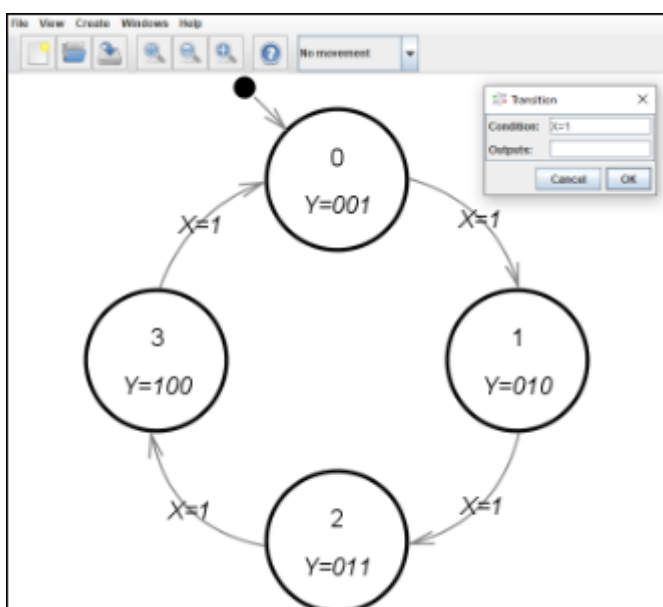 File View Create Windows Help
No movement
Transition
Condition: X=1
Outputs:
Cancel OK
0
Y=001
X=1
X=1
3
Y=100
1
Y=010
X=1
X=1
2
Y=011